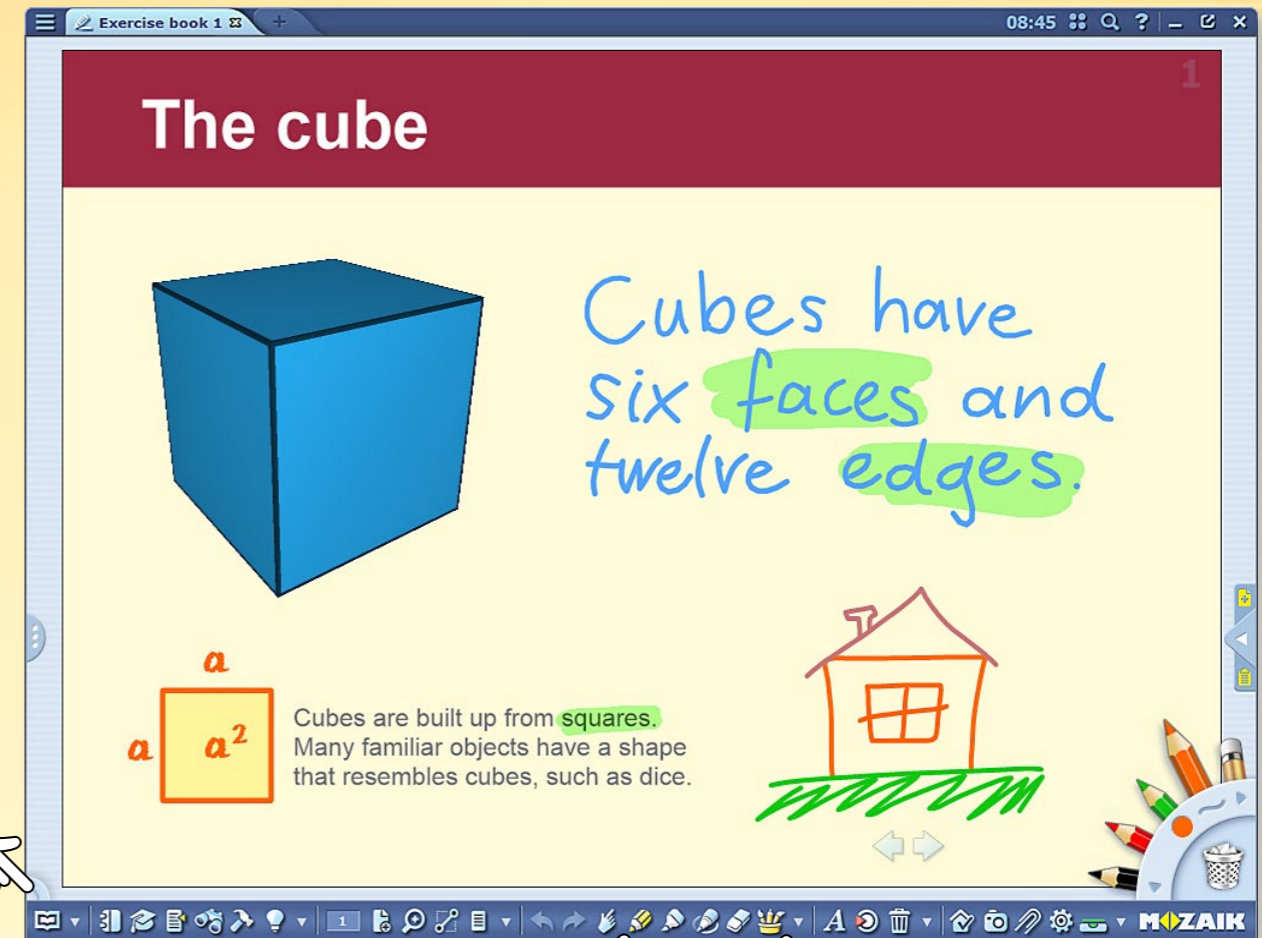 Exercise book 1
08:45
1
The cube
Cubes have
six faces and
twelve edges.
a
a a²
Cubes are built up from squares.
Many familiar objects have a shape
that resembles cubes, such as dice.
1
A
MOZAIK